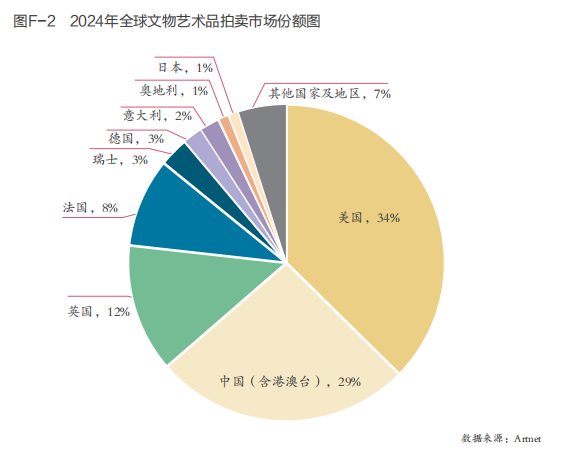 图F-2 2024年全球文物艺术品拍卖市场份额图
日本，1%
奥地利，1%
意大利，2%
德国，3%
瑞士，3%
法国，8%
英国，12%
其他国家及地区，7%
美国，34%
中国（含港澳台），29%
数据来源：Artnet